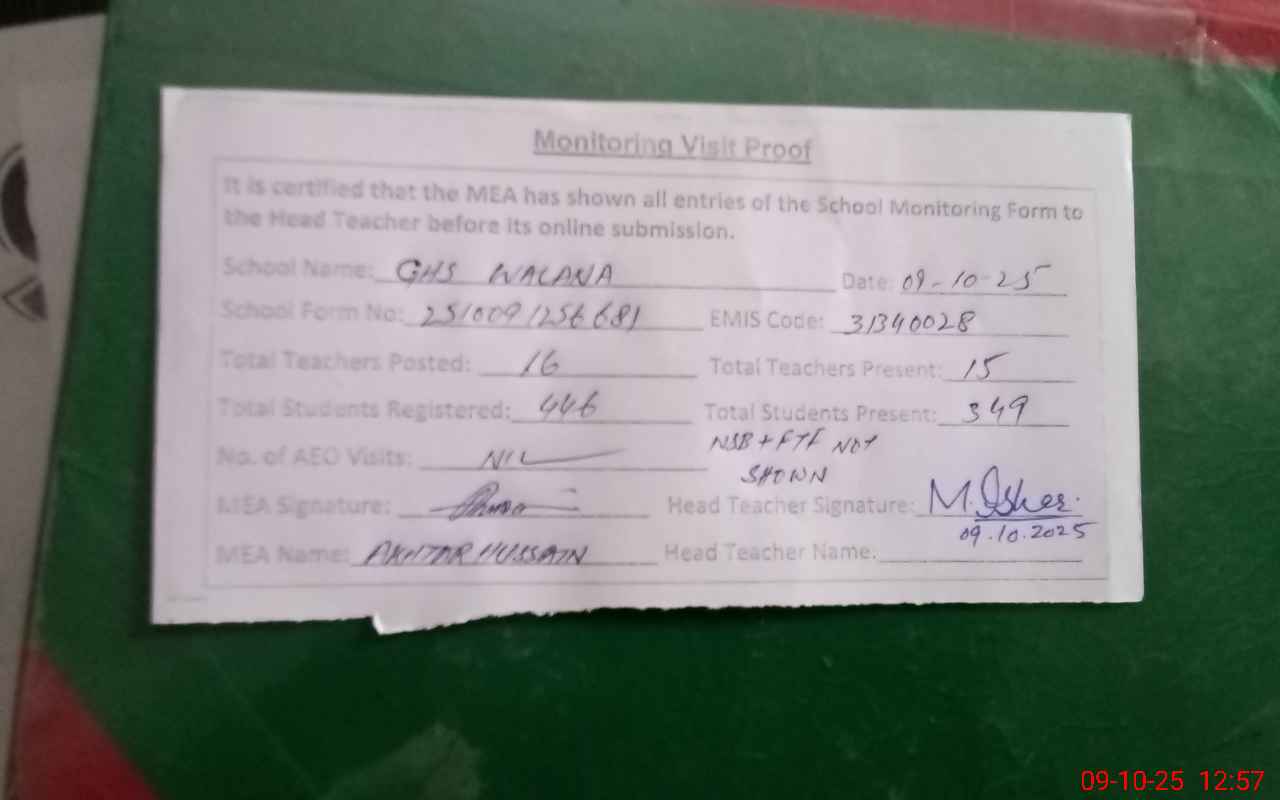 Monitoring Visit Proof
It is certified that the MEA has shown all entries of the School Monitoring Form to
the Head Teacher before its online submission.
School Name: GHS WALANA Date: 09-10-25
School Form No: 2510091256681 EMIS Code: 31340028
Total Teachers Posted: 16 Total Teachers Present: 15
Total Students Registered: 446 Total Students Present: 349
NSB + FTF NOT
No. of AEO Visits: NIL
SHOWN
MEA Signature: Head Teacher Signature: M.
09.10.2025
MEA Name: AKHTAR HUSSAIN Head Teacher Name:
09-10-25 12:57